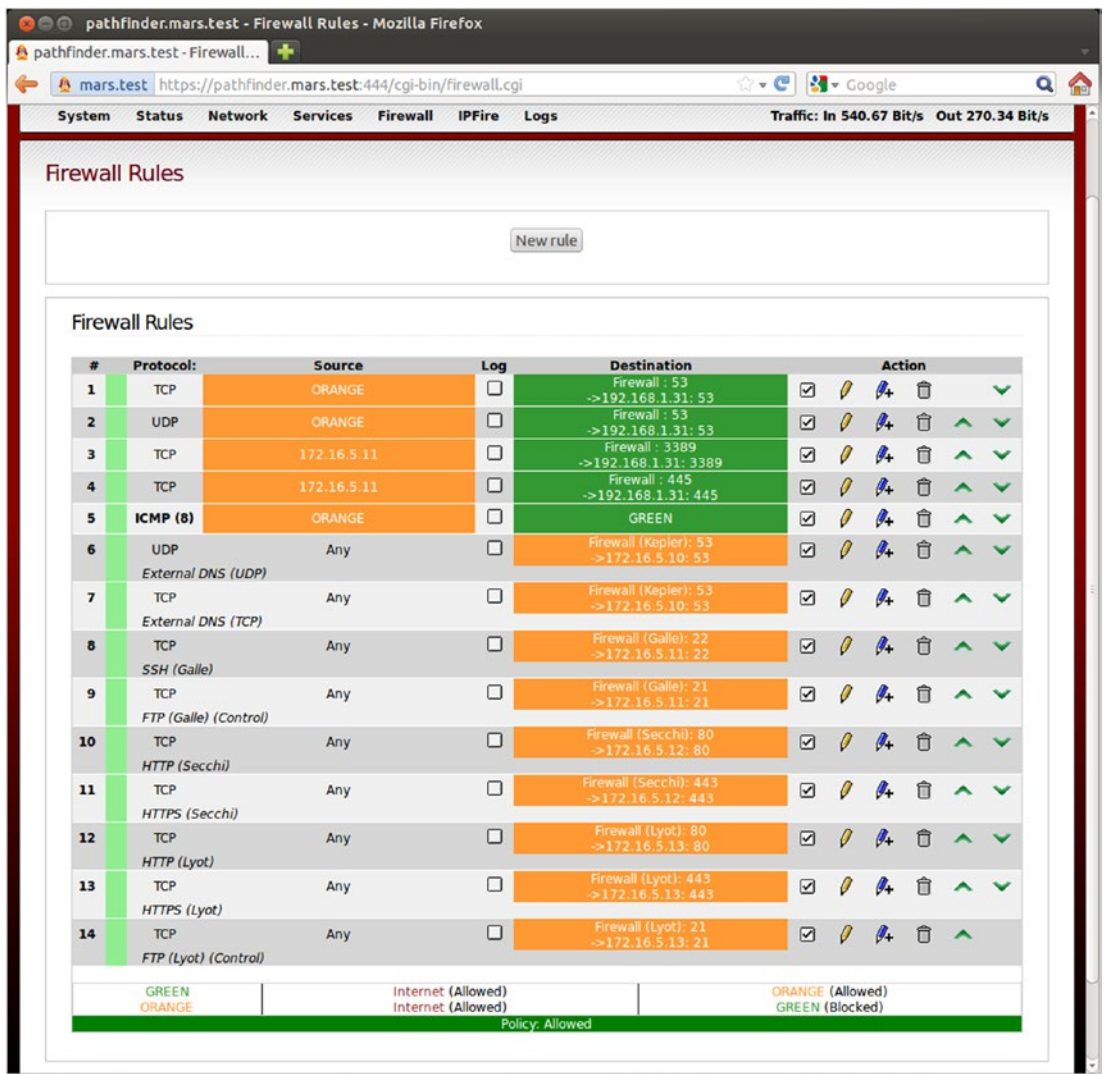 pathfinder.mars.test - Firewall Rules - Mozilla Firefox
pathfinder.mars.test - Firewall...
mars.test https://pathfinder.mars.test:444/cgi-bin/firewall.cgi Google
System Status Network Services Firewall IPFire Logs Traffic: In 540.67 Bit/s Out 270.34 Bit/s
Firewall Rules
New rule
Firewall Rules
# Protocol: Source Log Destination Action
1 TCP ORANGE Firewall : 53
->192.168.1.31: 53
2 UDP ORANGE Firewall : 53
->192.168.1.31: 53
3 TCP 172.16.5.11 Firewall : 3389
->192.168.1.31: 3389
4 TCP 172.16.5.11 Firewall : 445
->192.168.1.31: 445
5 ICMP (8) ORANGE GREEN
6 UDP Any Firewall (Kepler): 53
->172.16.5.10: 53
External DNS (UDP)
7 TCP Any Firewall (Kepler): 53
->172.16.5.10: 53
External DNS (TCP)
8 TCP Any Firewall (Galle): 22
->172.16.5.11: 22
SSH (Galle)
9 TCP Any Firewall (Galle): 21
->172.16.5.11: 21
FTP (Galle) (Control)
10 TCP Any Firewall (Secchi): 80
->172.16.5.12: 80
HTTP (Secchi)
11 TCP Any Firewall (Secchi): 443
->172.16.5.12: 443
HTTPS (Secchi)
12 TCP Any Firewall (Lyot): 80
->172.16.5.13: 80
HTTP (Lyot)
13 TCP Any Firewall (Lyot): 443
->172.16.5.13: 443
HTTPS (Lyot)
14 TCP Any Firewall (Lyot): 21
->172.16.5.13: 21
FTP (Lyot) (Control)
GREEN Internet (Allowed) ORANGE (Allowed)
ORANGE Internet (Allowed) GREEN (Blocked)
Policy: Allowed